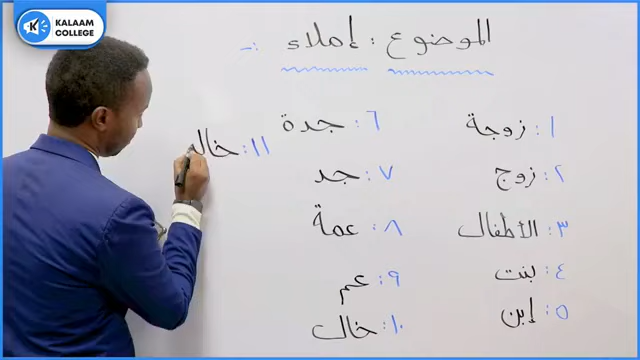 KALAAM
COLLEGE
الموضوع : إملاء :-
١: زوجة
٢: زوج
٣: الأطفال
٤: بنت
٥: إبن
٦: جدة
٧: جد
٨: عمة
٩: عم
١٠: خال
١١: خال